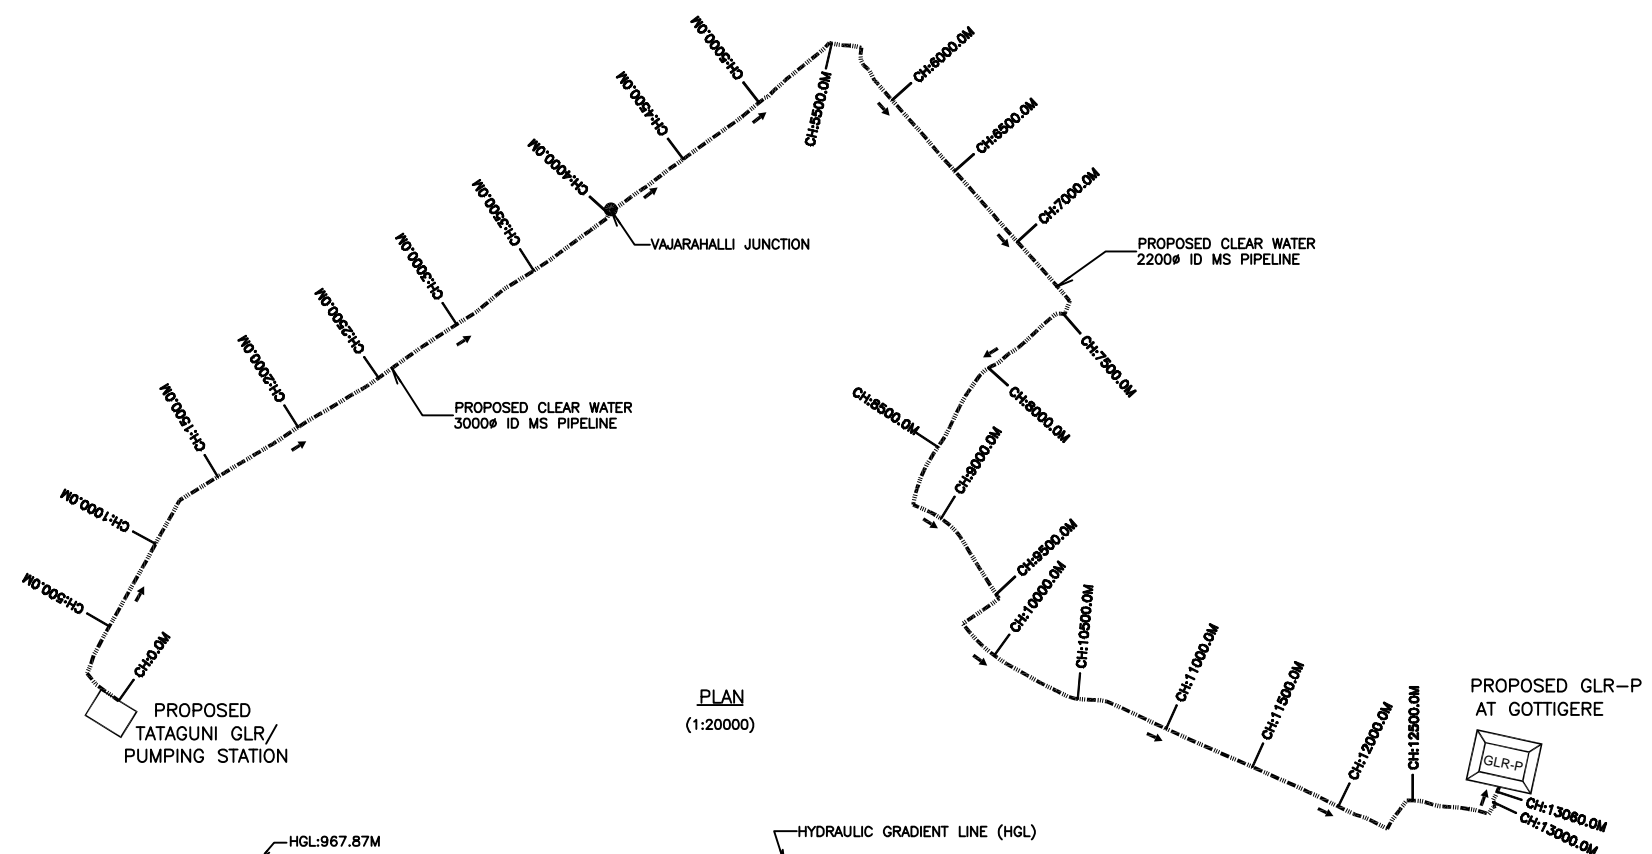 CH:0.0M
CH:500.0M
CH:1000.0M
CH:1500.0M
CH:2000.0M
CH:2500.0M
CH:3000.0M
CH:3500.0M
CH:4000.0M
CH:4500.0M
CH:5000.0M
CH:5500.0M
CH:6000.0M
CH:6500.0M
CH:7000.0M
CH:7500.0M
CH:8000.0M
CH:8500.0M
CH:9000.0M
CH:9500.0M
CH:10000.0M
CH:10500.0M
CH:11000.0M
CH:11500.0M
CH:12000.0M
CH:12500.0M
CH:13060.0M
CH:13000.0M
VAJARAHALLI JUNCTION
PROPOSED CLEAR WATER
2200ø ID MS PIPELINE
PROPOSED CLEAR WATER
3000ø ID MS PIPELINE
PROPOSED
TATAGUNI GLR/
PUMPING STATION
PLAN
(1:20000)
PROPOSED GLR-P
AT GOTTIGERE
GLR-P
HGL:967.87M
HYDRAULIC GRADIENT LINE (HGL)